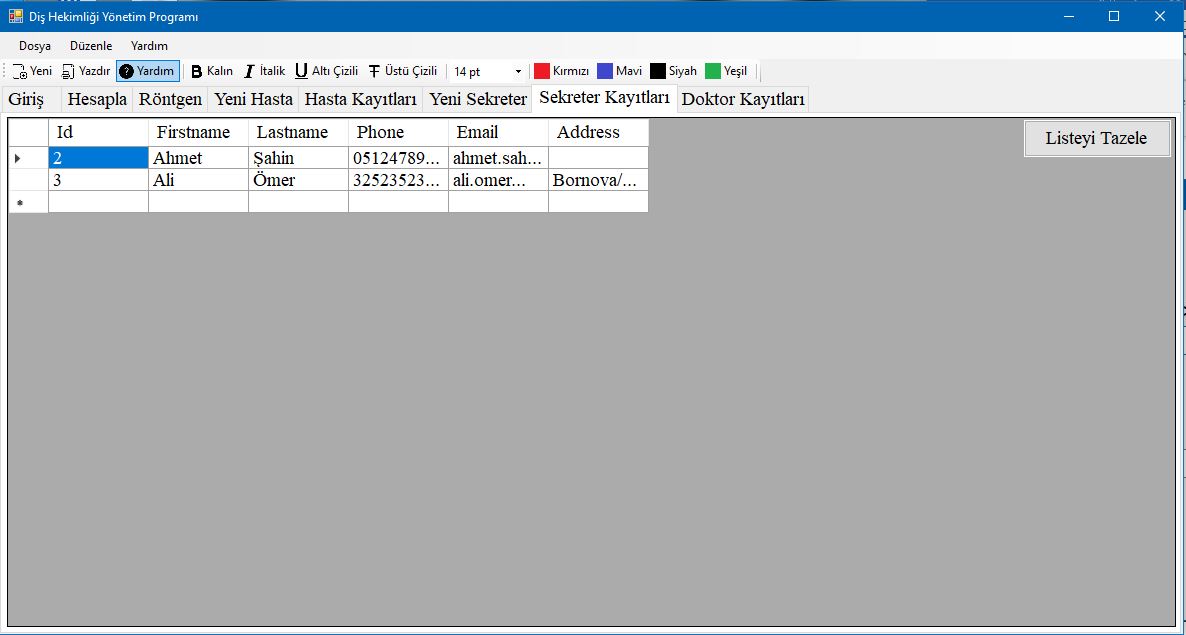 Diş Hekimliği Yönetim Programı
Dosya Düzenle Yardım
Yeni Yazdır ? Yardım B Kalın I İtalik U Altı Çizili T Üstü Çizili 14 pt Kırmızı Mavi Siyah Yeşil
Giriş Hesapla Röntgen Yeni Hasta Hasta Kayıtları Yeni Sekreter Sekreter Kayıtları Doktor Kayıtları
Id Firstname Lastname Phone Email Address
Listeyi Tazele
2 Ahmet Şahin 05124789... ahmet.sah...
3 Ali Ömer 32523523... ali.omer... Bornova/...